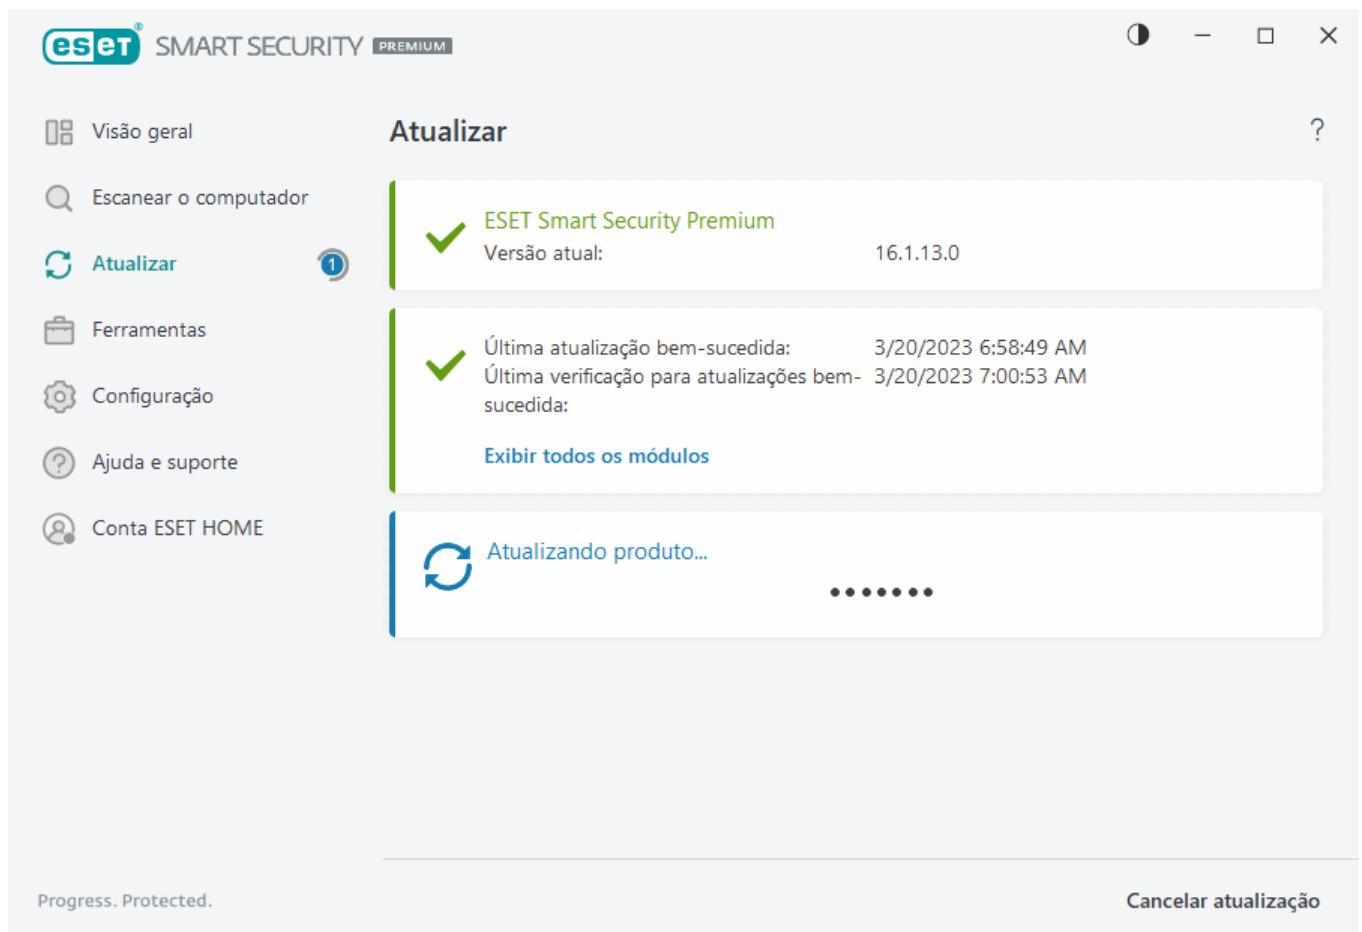 eset® SMART SECURITY PREMIUM
Visão geral
Escanear o computador
Atualizar 1
Ferramentas
Configuração
Ajuda e suporte
Conta ESET HOME
Atualizar ?
ESET Smart Security Premium
Versão atual: 16.1.13.0
Última atualização bem-sucedida: 3/20/2023 6:58:49 AM
Última verificação para atualizações bem- 3/20/2023 7:00:53 AM
sucedida:
Exibir todos os módulos
Atualizando produto...
Progress. Protected.
Cancelar atualização